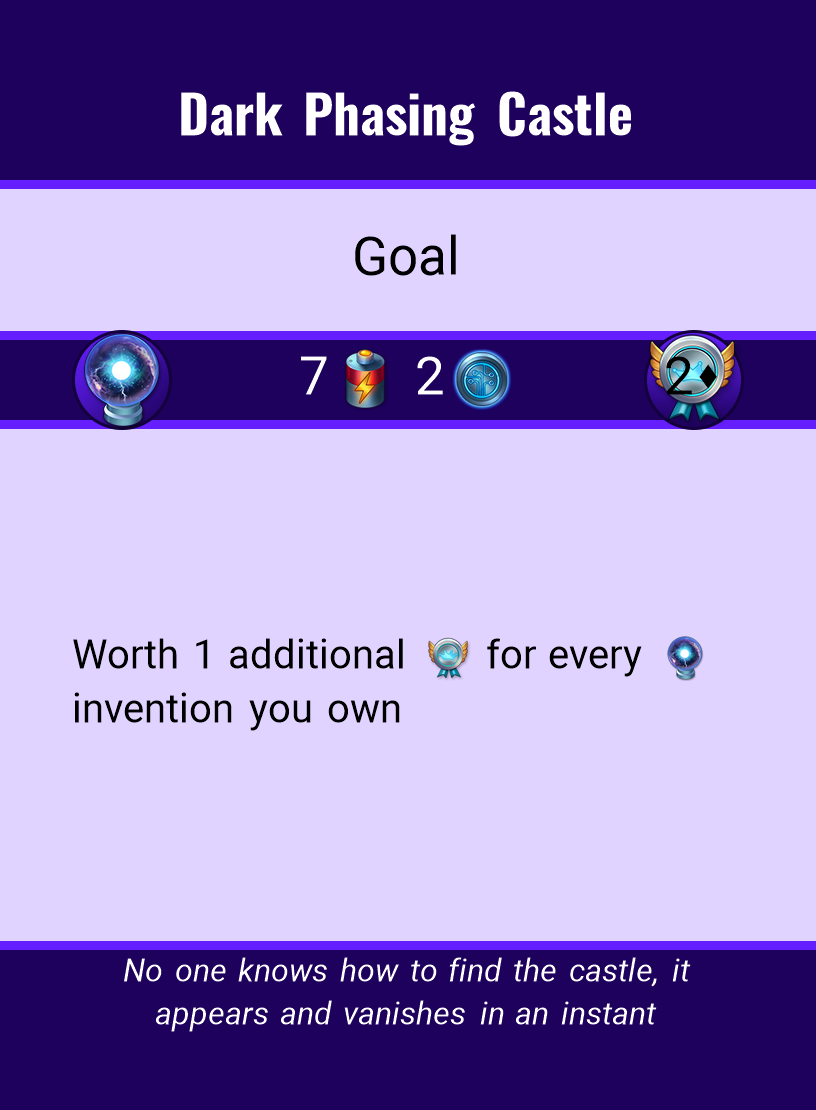 Dark Phasing Castle
Goal
7 2 2♦
Worth 1 additional for every
invention you own
No one knows how to find the castle, it
appears and vanishes in an instant